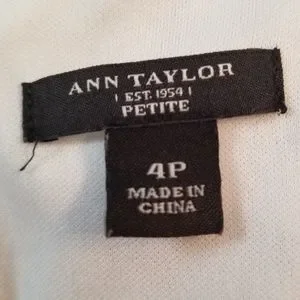 ANN TAYLOR
| EST. 1954 |
PETITE
4P
MADE IN
CHINA